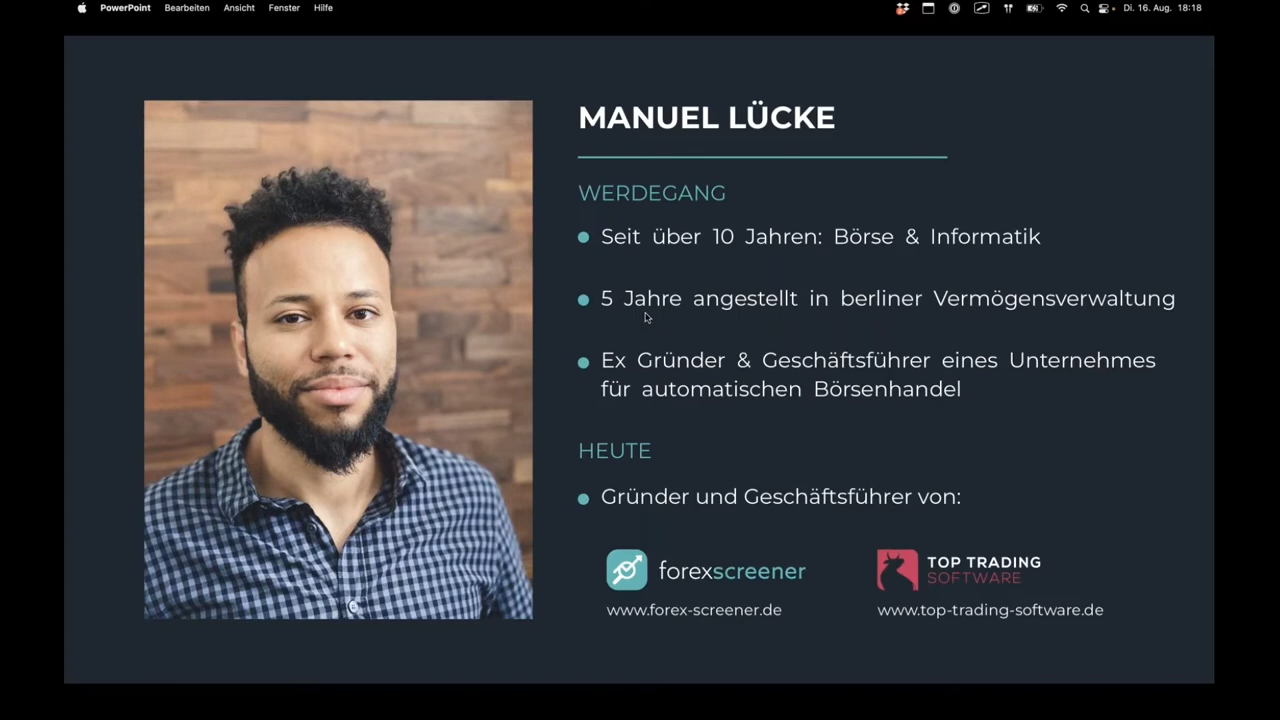 PowerPoint Bearbeiten Ansicht Fenster Hilfe Di. 16. Aug. 18:18
MANUEL LÜCKE
WERDEGANG
Seit über 10 Jahren: Börse & Informatik
5 Jahre angestellt in berliner Vermögensverwaltung
Ex Gründer & Geschäftsführer eines Unternehmes
für automatischen Börsenhandel
HEUTE
Gründer und Geschäftsführer von:
forexscreener
www.forex-screener.de
TOP TRADING
SOFTWARE
www.top-trading-software.de